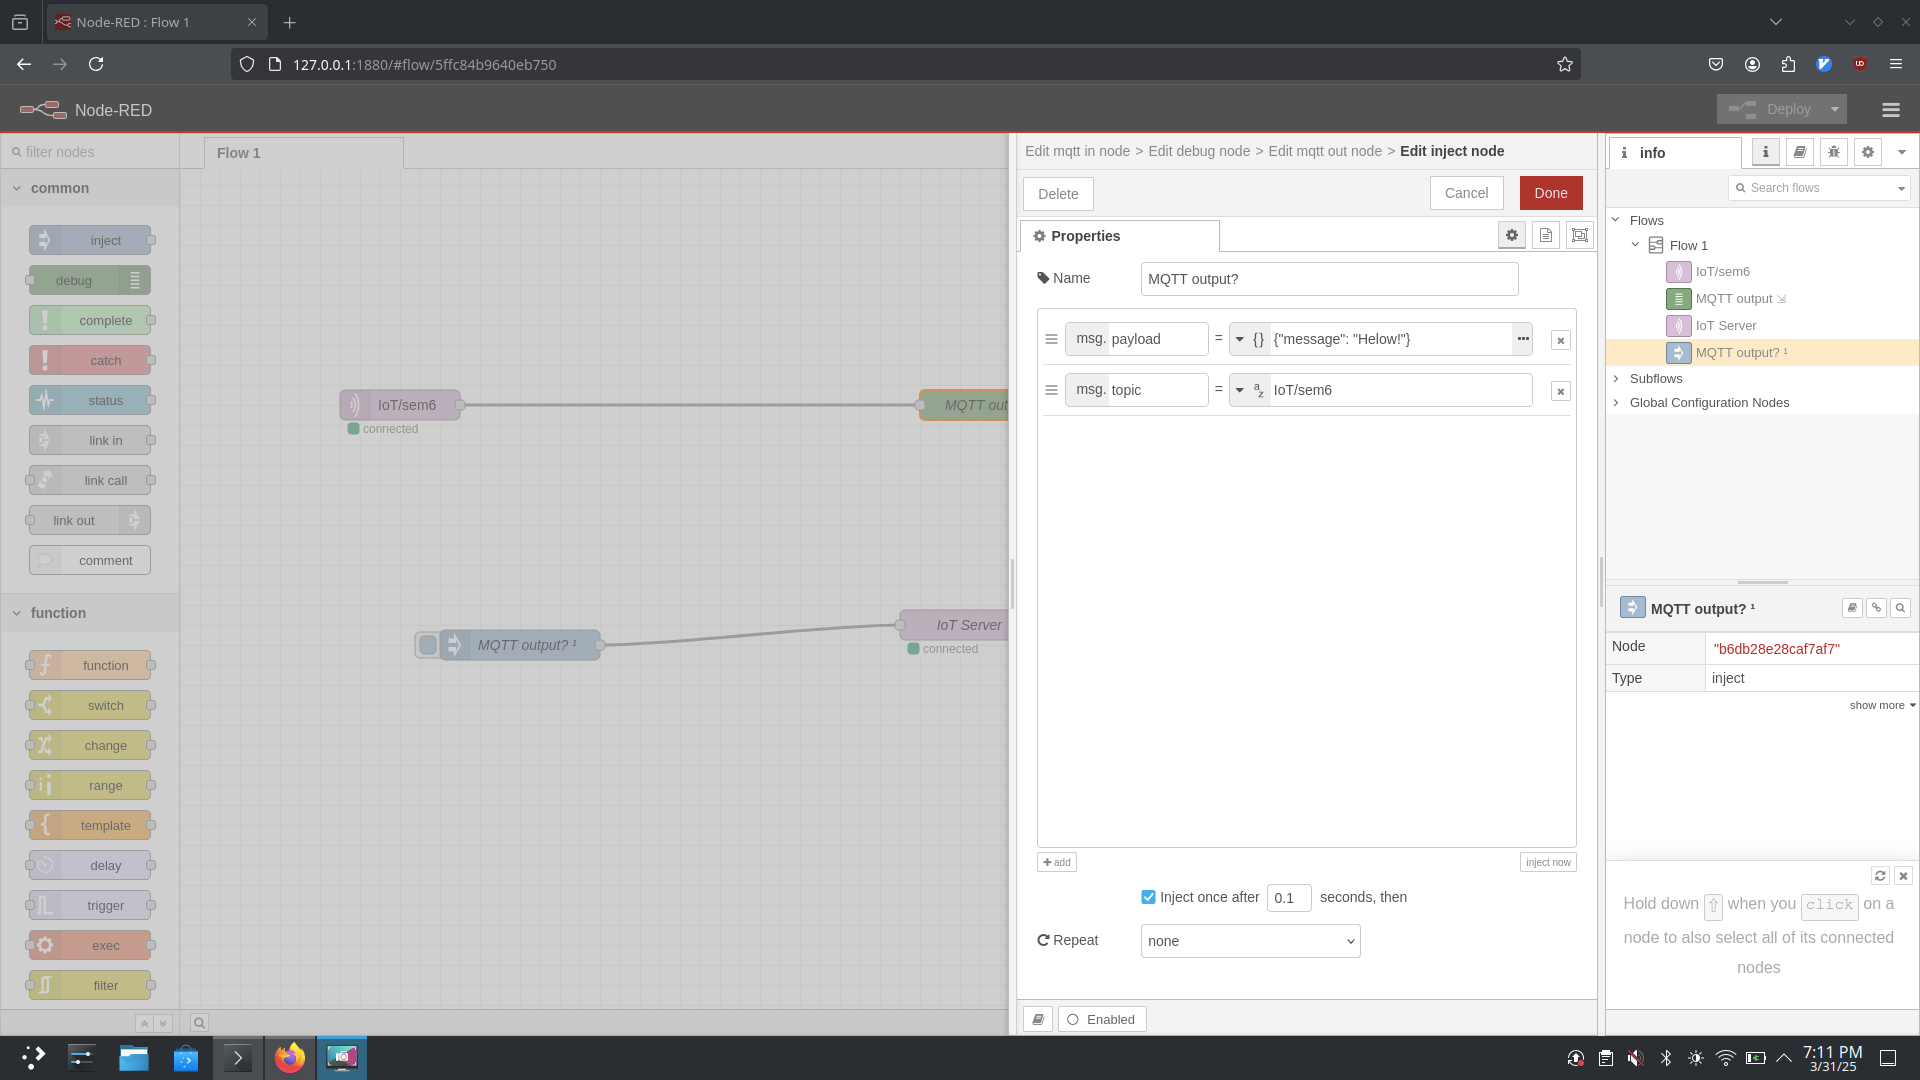 Node-RED : Flow 1
127.0.0.1:1880/#flow/5ffc84b9640eb750
Node-RED
Deploy
filter nodes
common
inject
debug
complete
catch
status
link in
link call
link out
comment
function
function
switch
change
range
template
delay
trigger
exec
filter
Flow 1
IoT/sem6
connected
MQTT out
MQTT output? ¹
IoT Server
connected
Edit mqtt in node > Edit debug node > Edit mqtt out node > Edit inject node
Delete
Cancel
Done
Properties
Name
MQTT output?
msg. payload = {} {"message": "Helow!"}
msg. topic = az IoT/sem6
add
inject now
Inject once after 0.1 seconds, then
Repeat
none
Enabled
i info
i
Search flows
Flows
Flow 1
IoT/sem6
MQTT output
IoT Server
MQTT output? ¹
Subflows
Global Configuration Nodes
MQTT output? ¹
Node "b6db28e28caf7af7"
Type inject
show more
Hold down ⇧ when you click on a
node to also select all of its connected
nodes
7:11 PM
3/31/25